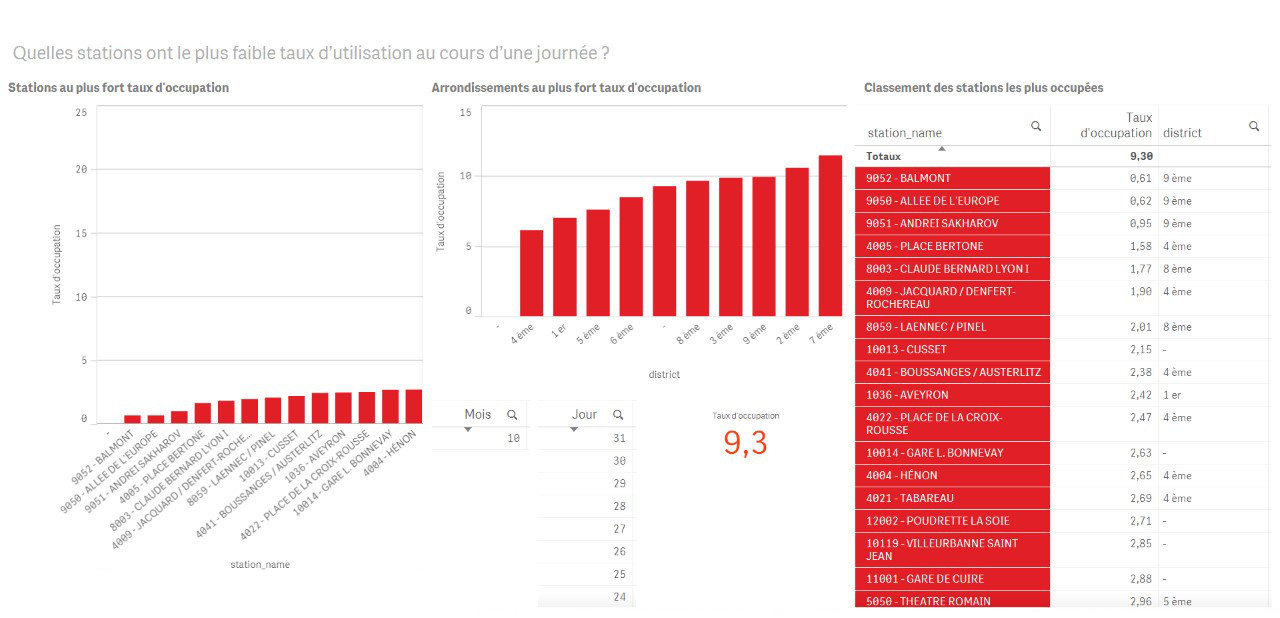 Quelles stations ont le plus faible taux d'utilisation au cours d'une journée ?
Stations au plus fort taux d'occupation
25
20
15
10
5
0
Taux d'occupation
-
9052 - BALMONT
9050 - ALLEE DE L'EUROPE
9051 - ANDREI SAKHAROV
4005 - PLACE BERTONE
8003 - CLAUDE BERNARD LYON I
4009 - JACQUARD / DENFERT-ROCHE...
8059 - LAENNEC / PINEL
10013 - CUSSET
4041 - BOUSSANGES / AUSTERLITZ
1036 - AVEYRON
4022 - PLACE DE LA CROIX-ROUSSE
10014 - GARE L. BONNEVAY
4004 - HÉNON
station_name
Arrondissements au plus fort taux d'occupation
15
10
5
0
Taux d'occupation
-
4 ème
1 er
5 ème
6 ème
-
8 ème
3 ème
9 ème
2 ème
7 ème
district
Mois
10
Jour
31
30
29
28
27
26
25
24
Taux d'occupation
9,3
Classement des stations les plus occupées
station_name Taux d'occupation district
Totaux 9,30
9052 - BALMONT 0,61 9 ème
9050 - ALLEE DE L'EUROPE 0,62 9 ème
9051 - ANDREI SAKHAROV 0,95 9 ème
4005 - PLACE BERTONE 1,58 4 ème
8003 - CLAUDE BERNARD LYON I 1,77 8 ème
4009 - JACQUARD / DENFERT- 1,90 4 ème
ROCHEREAU
8059 - LAENNEC / PINEL 2,01 8 ème
10013 - CUSSET 2,15 -
4041 - BOUSSANGES / AUSTERLITZ 2,38 4 ème
1036 - AVEYRON 2,42 1 er
4022 - PLACE DE LA CROIX- 2,47 4 ème
ROUSSE
10014 - GARE L. BONNEVAY 2,63 -
4004 - HÉNON 2,65 4 ème
4021 - TABAREAU 2,69 4 ème
12002 - POUDRETTE LA SOIE 2,71 -
10119 - VILLEURBANNE SAINT 2,85 -
JEAN
11001 - GARE DE CUIRE 2,88 -
5050 - THEATRE ROMAIN 2,96 5 ème